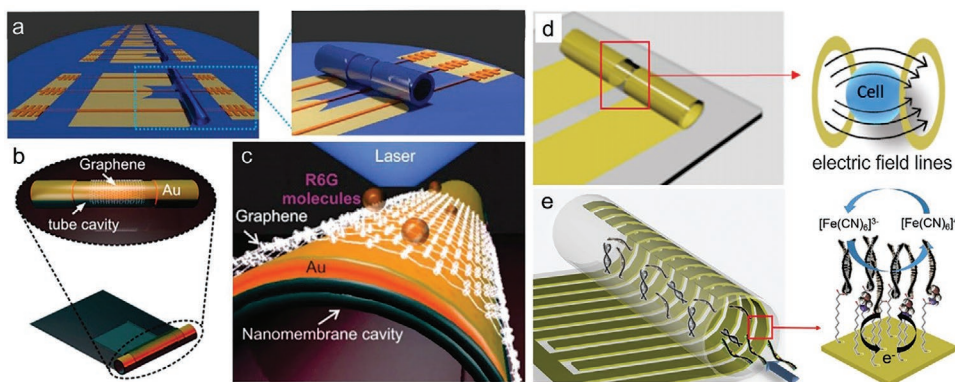 a
b
Graphene
Au
tube cavity
c
Laser
R6G
molecules
Graphene
Au
Nanomembrane cavity
d
Cell
electric field lines
e
[Fe(CN)₆]³⁻
[Fe(CN)₆]⁴
e⁻